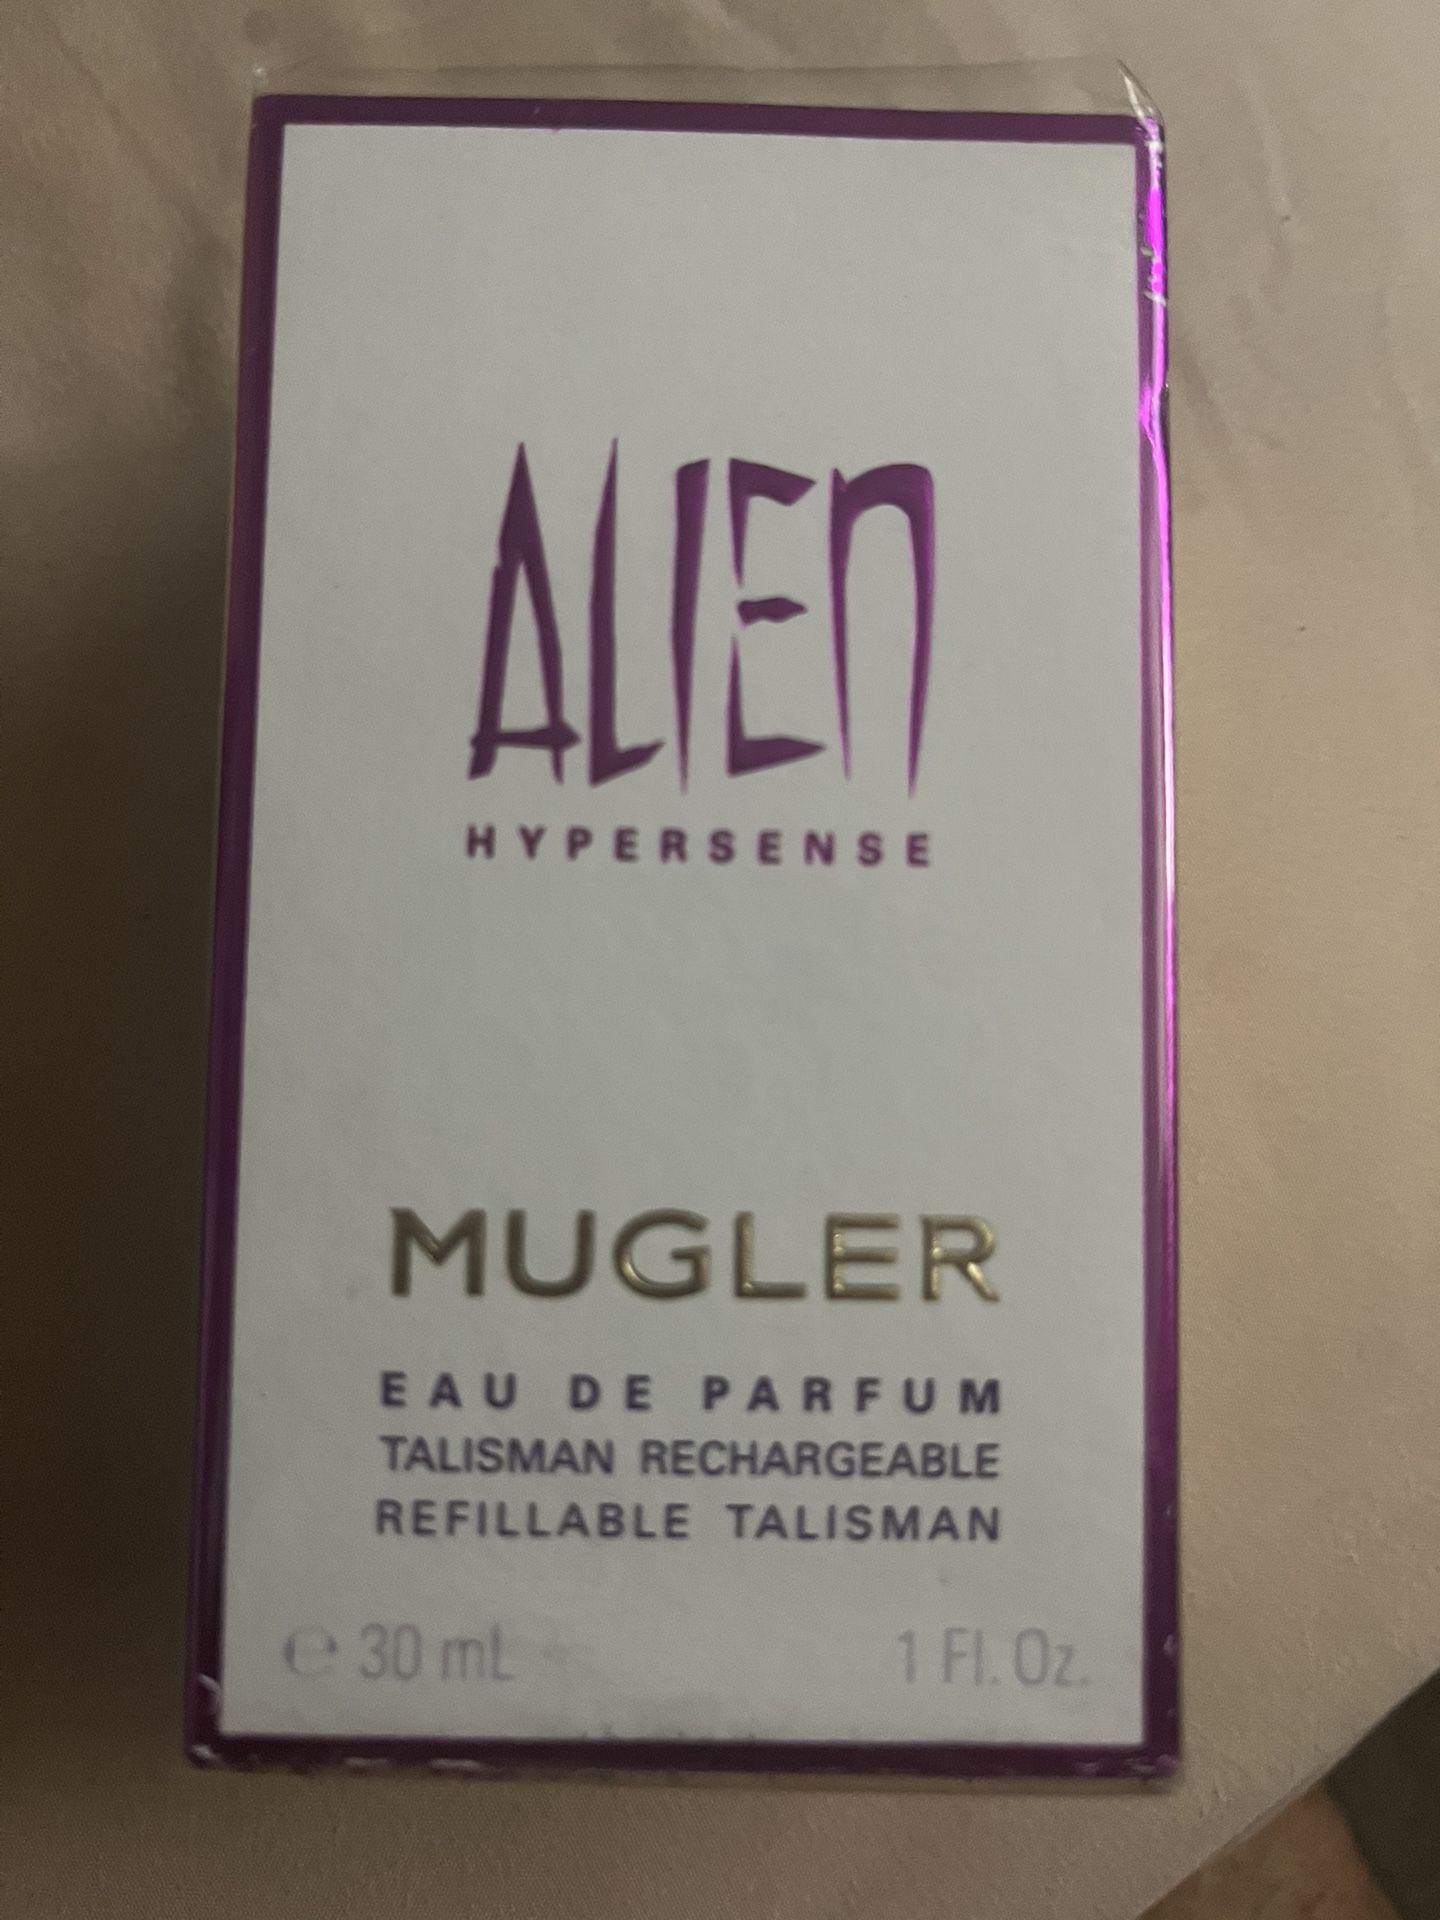 ALIEN
HYPERSENSE
MUGLER
EAU DE PARFUM
TALISMAN RECHARGEABLE
REFILLABLE TALISMAN
℮ 30 mL 1 Fl. Oz.